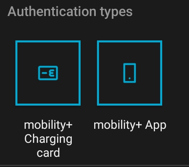 Authentication types
mobility+
Charging
card
mobility+ App